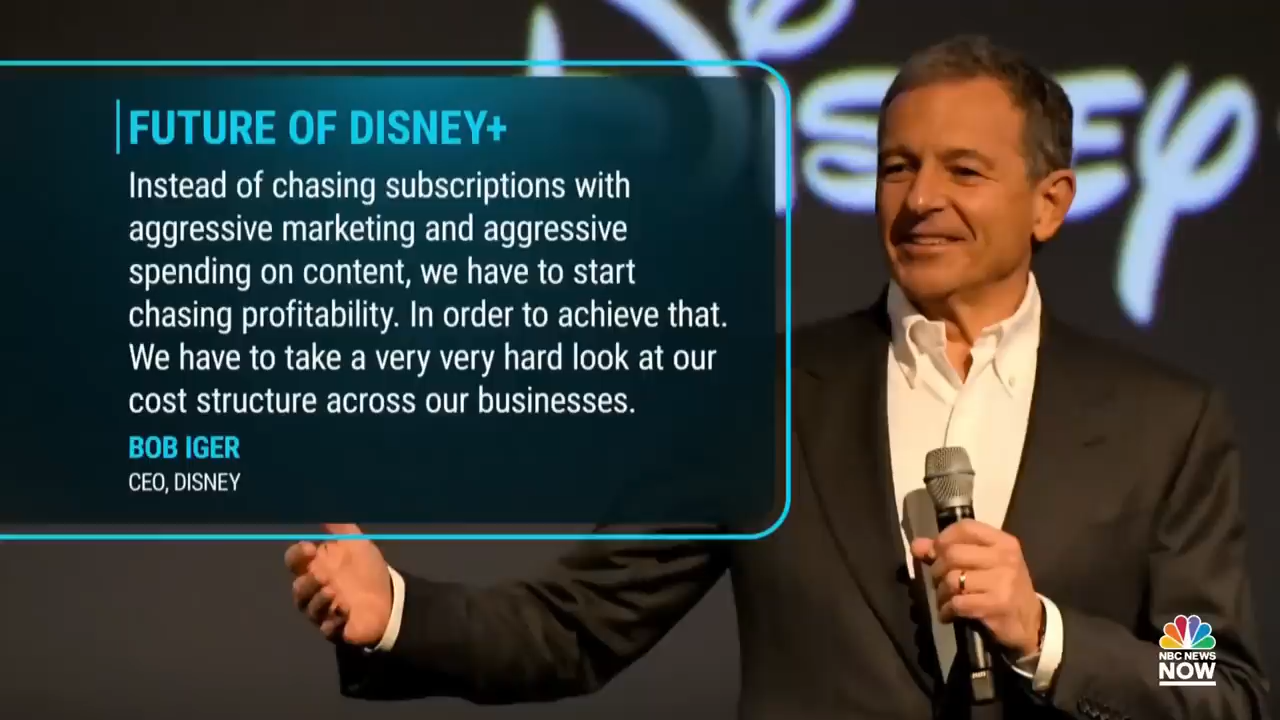 DISNEY
FUTURE OF DISNEY+
Instead of chasing subscriptions with
aggressive marketing and aggressive
spending on content, we have to start
chasing profitability. In order to achieve that.
We have to take a very very hard look at our
cost structure across our businesses.
BOB IGER
CEO, DISNEY
NBC NEWS
NOW